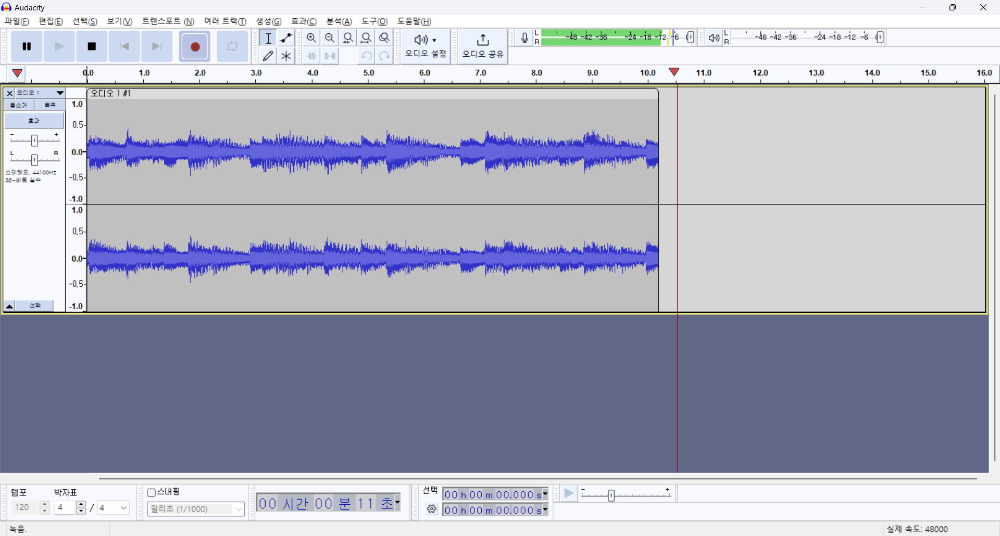 Audacity
파일(F) 편집(E) 선택(S) 보기(V) 트랜스포트 (N) 여러 트랙(T) 생성(G) 효과(C) 분석(A) 도구(O) 도움말(H)
L R -48 -42 -36 -24 -18 -12 -6
L R -48 -42 -36 -24 -18 -12 -6
오디오 설정
오디오 공유
0.0 1.0 2.0 3.0 4.0 5.0 6.0 7.0 8.0 9.0 10.0 11.0 12.0 13.0 14.0 15.0 16.0
오디오 1
오디오 1 #1
음소거 독주
효과
- +
L R
스테레오, 44100Hz
32-비트 실수
선택
1.0
0.5-
0.0-
-0.5-
-1.0
1.0
0.5-
0.0-
-0.5-
-1.0
템포 박자표
120 4 / 4
스내핑
밀리초 (1/1000)
00 시간 00 분 11 초
선택
00 h 00 m 00.000 s
00 h 00 m 00.000 s
- +
녹음.
실제 속도: 48000